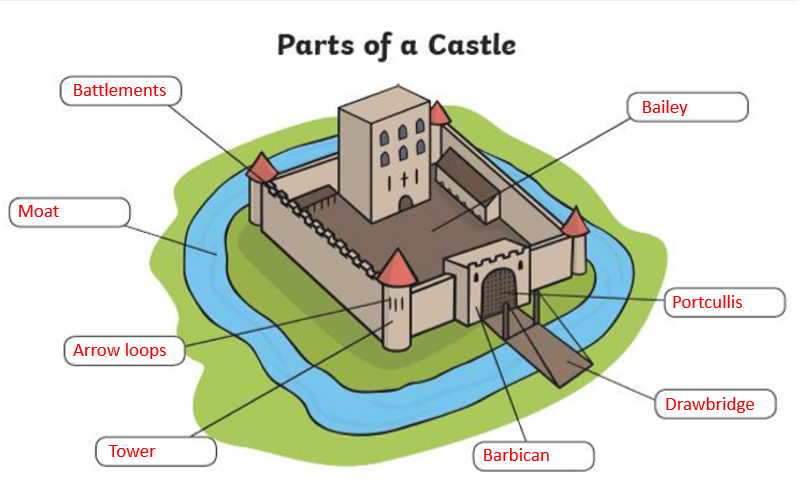 Parts of a Castle
Battlements
Bailey
Moat
Portcullis
Arrow loops
Drawbridge
Tower
Barbican